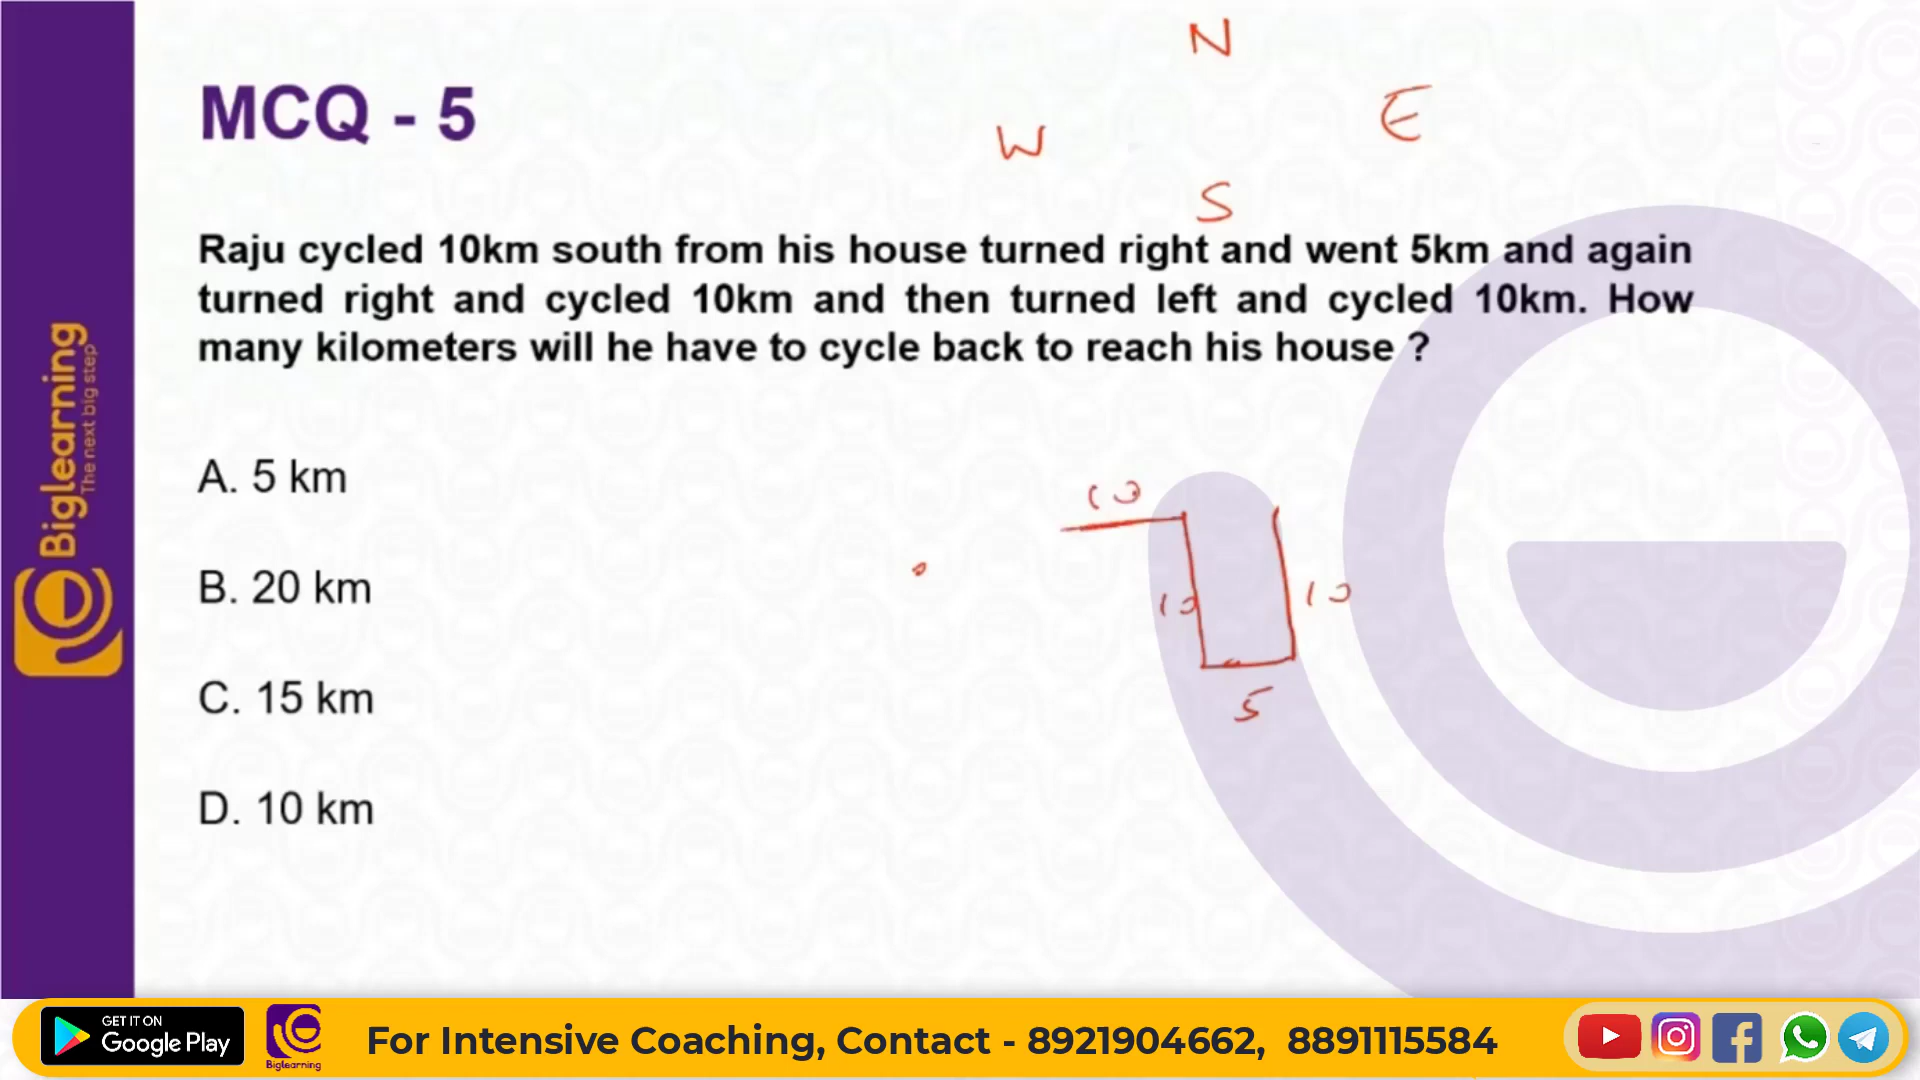 N
MCQ - 5
W
E
S
Raju cycled 10km south from his house turned right and went 5km and again
turned right and cycled 10km and then turned left and cycled 10km. How
many kilometers will he have to cycle back to reach his house ?
A. 5 km
10
B. 20 km
10
10
C. 15 km
5
D. 10 km
Biglearning
The next big step
GET IT ON
Google Play
Biglearning
For Intensive Coaching, Contact - 8921904662, 8891115584